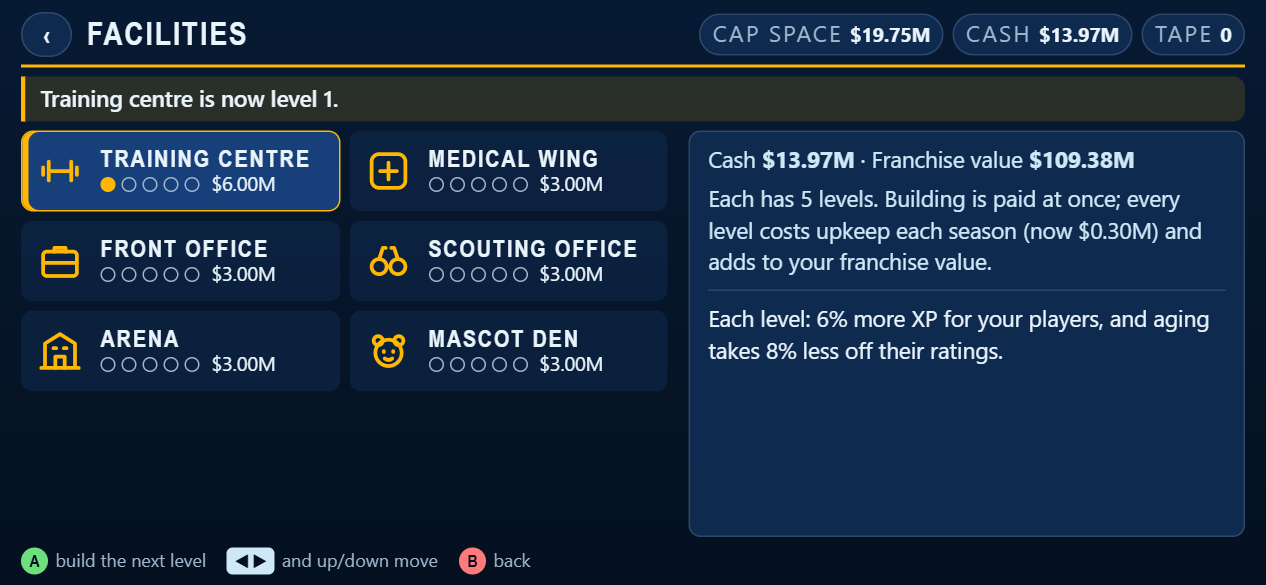 ‹ FACILITIES
CAP SPACE $19.75M
CASH $13.97M
TAPE 0
Training centre is now level 1.
TRAINING CENTRE
$6.00M
MEDICAL WING
$3.00M
FRONT OFFICE
$3.00M
SCOUTING OFFICE
$3.00M
ARENA
$3.00M
MASCOT DEN
$3.00M
Cash $13.97M · Franchise value $109.38M
Each has 5 levels. Building is paid at once; every
level costs upkeep each season (now $0.30M) and
adds to your franchise value.
Each level: 6% more XP for your players, and aging
takes 8% less off their ratings.
A build the next level ◀ ▶ and up/down move B back